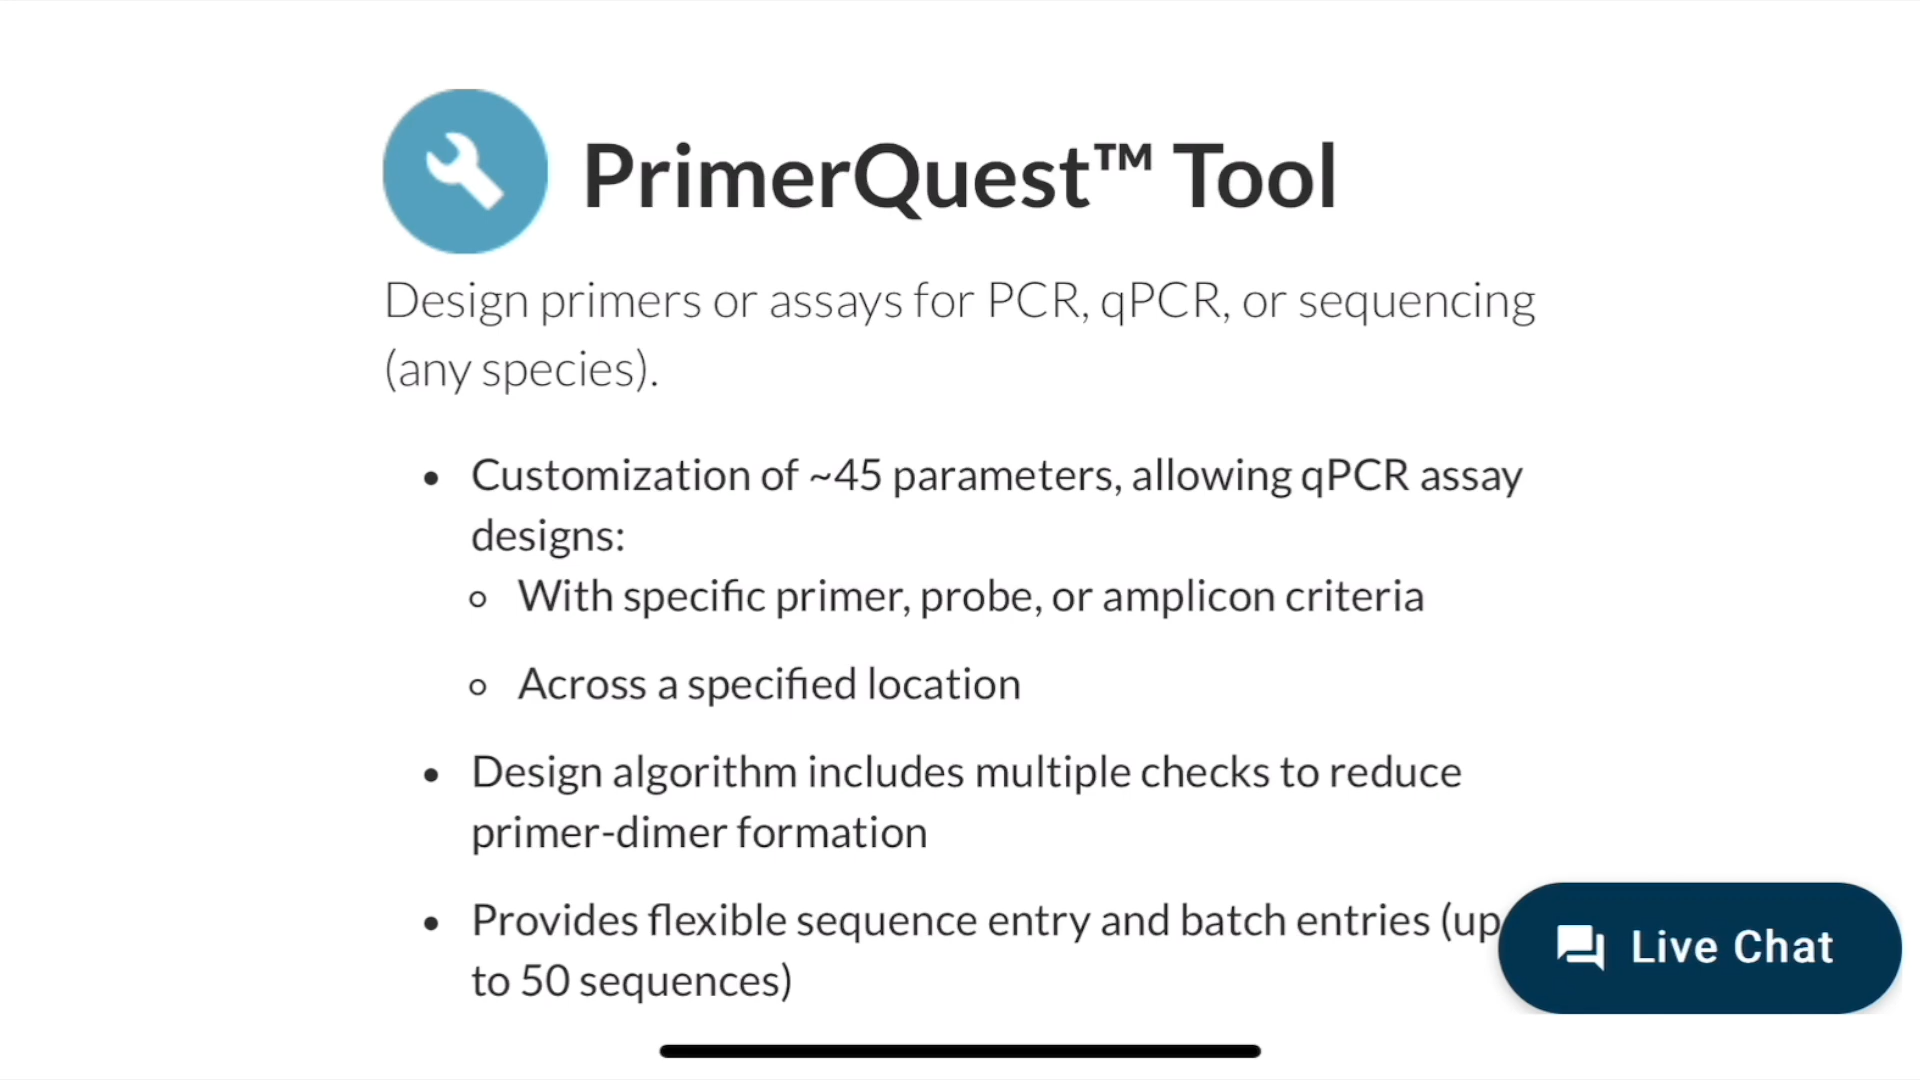 PrimerQuest™ Tool
Design primers or assays for PCR, qPCR, or sequencing
(any species).
• Customization of ~45 parameters, allowing qPCR assay
designs:
◦ With specific primer, probe, or amplicon criteria
◦ Across a specified location
• Design algorithm includes multiple checks to reduce
primer-dimer formation
• Provides flexible sequence entry and batch entries (up
to 50 sequences)
Live Chat